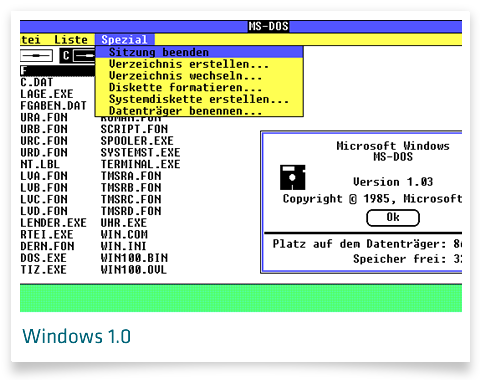 MS-DOS
tei Liste Spezial
C
Sitzung beenden
Verzeichnis erstellen...
Verzeichnis wechseln...
Diskette formatieren...
Systemdiskette erstellen...
Datenträger benennen...
C.DAT
LAGE.EXE
FGABEN.DAT
URA.FON ROMAN.FON
URB.FON SCRIPT.FON
URC.FON SPOOLER.EXE
URD.FON SYSTEMST.EXE
NT.LBL TERMINAL.EXE
LVA.FON TMSRA.FON
LVB.FON TMSRB.FON
LVC.FON TMSRC.FON
LVD.FON TMSRD.FON
LENDER.EXE UHR.EXE
RTEI.EXE WIN.COM
DERN.FON WIN.INI
DOS.EXE WIN100.BIN
TIZ.EXE WIN100.OVL
Microsoft Windows
MS-DOS
Version 1.03
Copyright © 1985, Microsoft
Ok
Platz auf dem Datenträger:
Speicher frei:
Windows 1.0